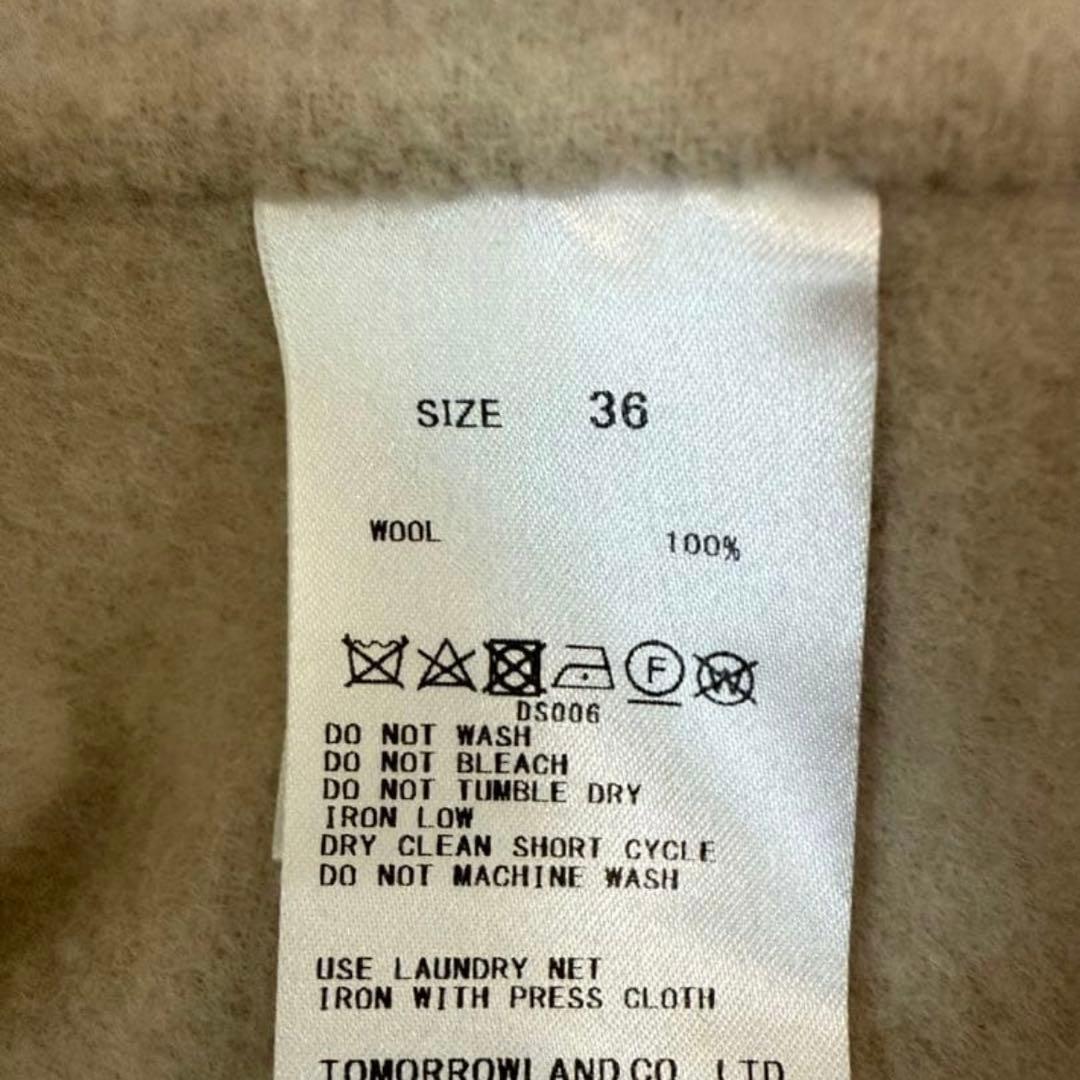 SIZE 36
WOOL 100%
F W
DS006
DO NOT WASH
DO NOT BLEACH
DO NOT TUMBLE DRY
IRON LOW
DRY CLEAN SHORT CYCLE
DO NOT MACHINE WASH
USE LAUNDRY NET
IRON WITH PRESS CLOTH
TOMORROWLAND CO., LTD